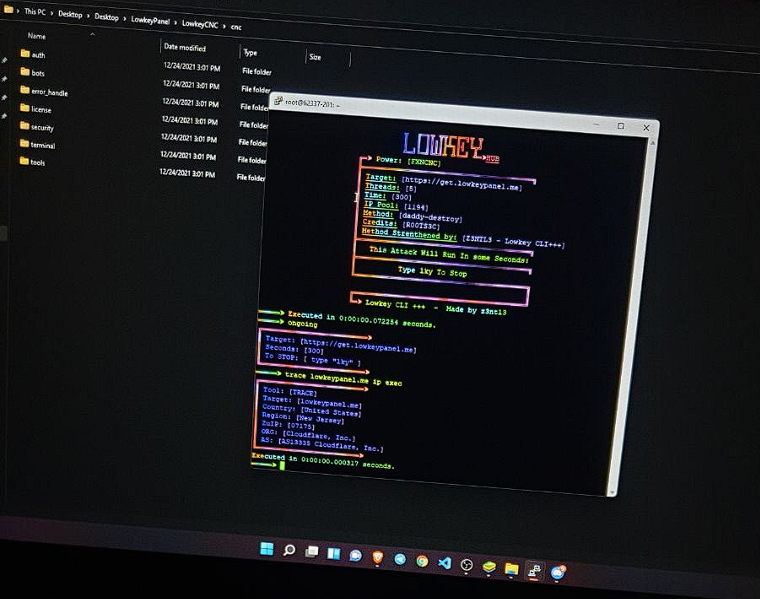 This PC > Desktop > Desktop > LowkeyPanel > LowkeyCNC > cnc
Name Date modified Type Size
auth 12/24/2021 3:01 PM File folder
bots 12/24/2021 3:01 PM File folder
error_handle 12/24/2021 3:01 PM File folder
license 12/24/2021 3:01 PM File folder
security 12/24/2021 3:01 PM File folder
terminal 12/24/2021 3:01 PM File folder
tools 12/24/2021 3:01 PM File folder
root@62337-201: ~
LOWKEY
HUB
Power: [FXNCNC]
Target: [https://get.lowkeypanel.me]
Threads: [5]
Time: [300]
IP Pool: [1194]
Method: [daddy-destroy]
Credits: [R00TS3C]
Method Strenthened by: [Z3NTL3 - Lowkey CLI+++]
This Attack Will Run In some Seconds:
Type lky To Stop
Lowkey CLI +++ - Made by z3ntl3
Executed in 0:00:00.072254 seconds.
ongoing
Target: [https://get.lowkeypanel.me]
Seconds: [300]
To STOP: [ type "lky" ]
trace lowkeypanel.me ip exec
Tool: [TRACE]
Target: [lowkeypanel.me]
Country: [United States]
Region: [New Jersey]
ZuIP: [07175]
ORG: [Cloudflare, Inc.]
AS: [AS13335 Cloudflare, Inc.]
Executed in 0:00:00.000317 seconds.